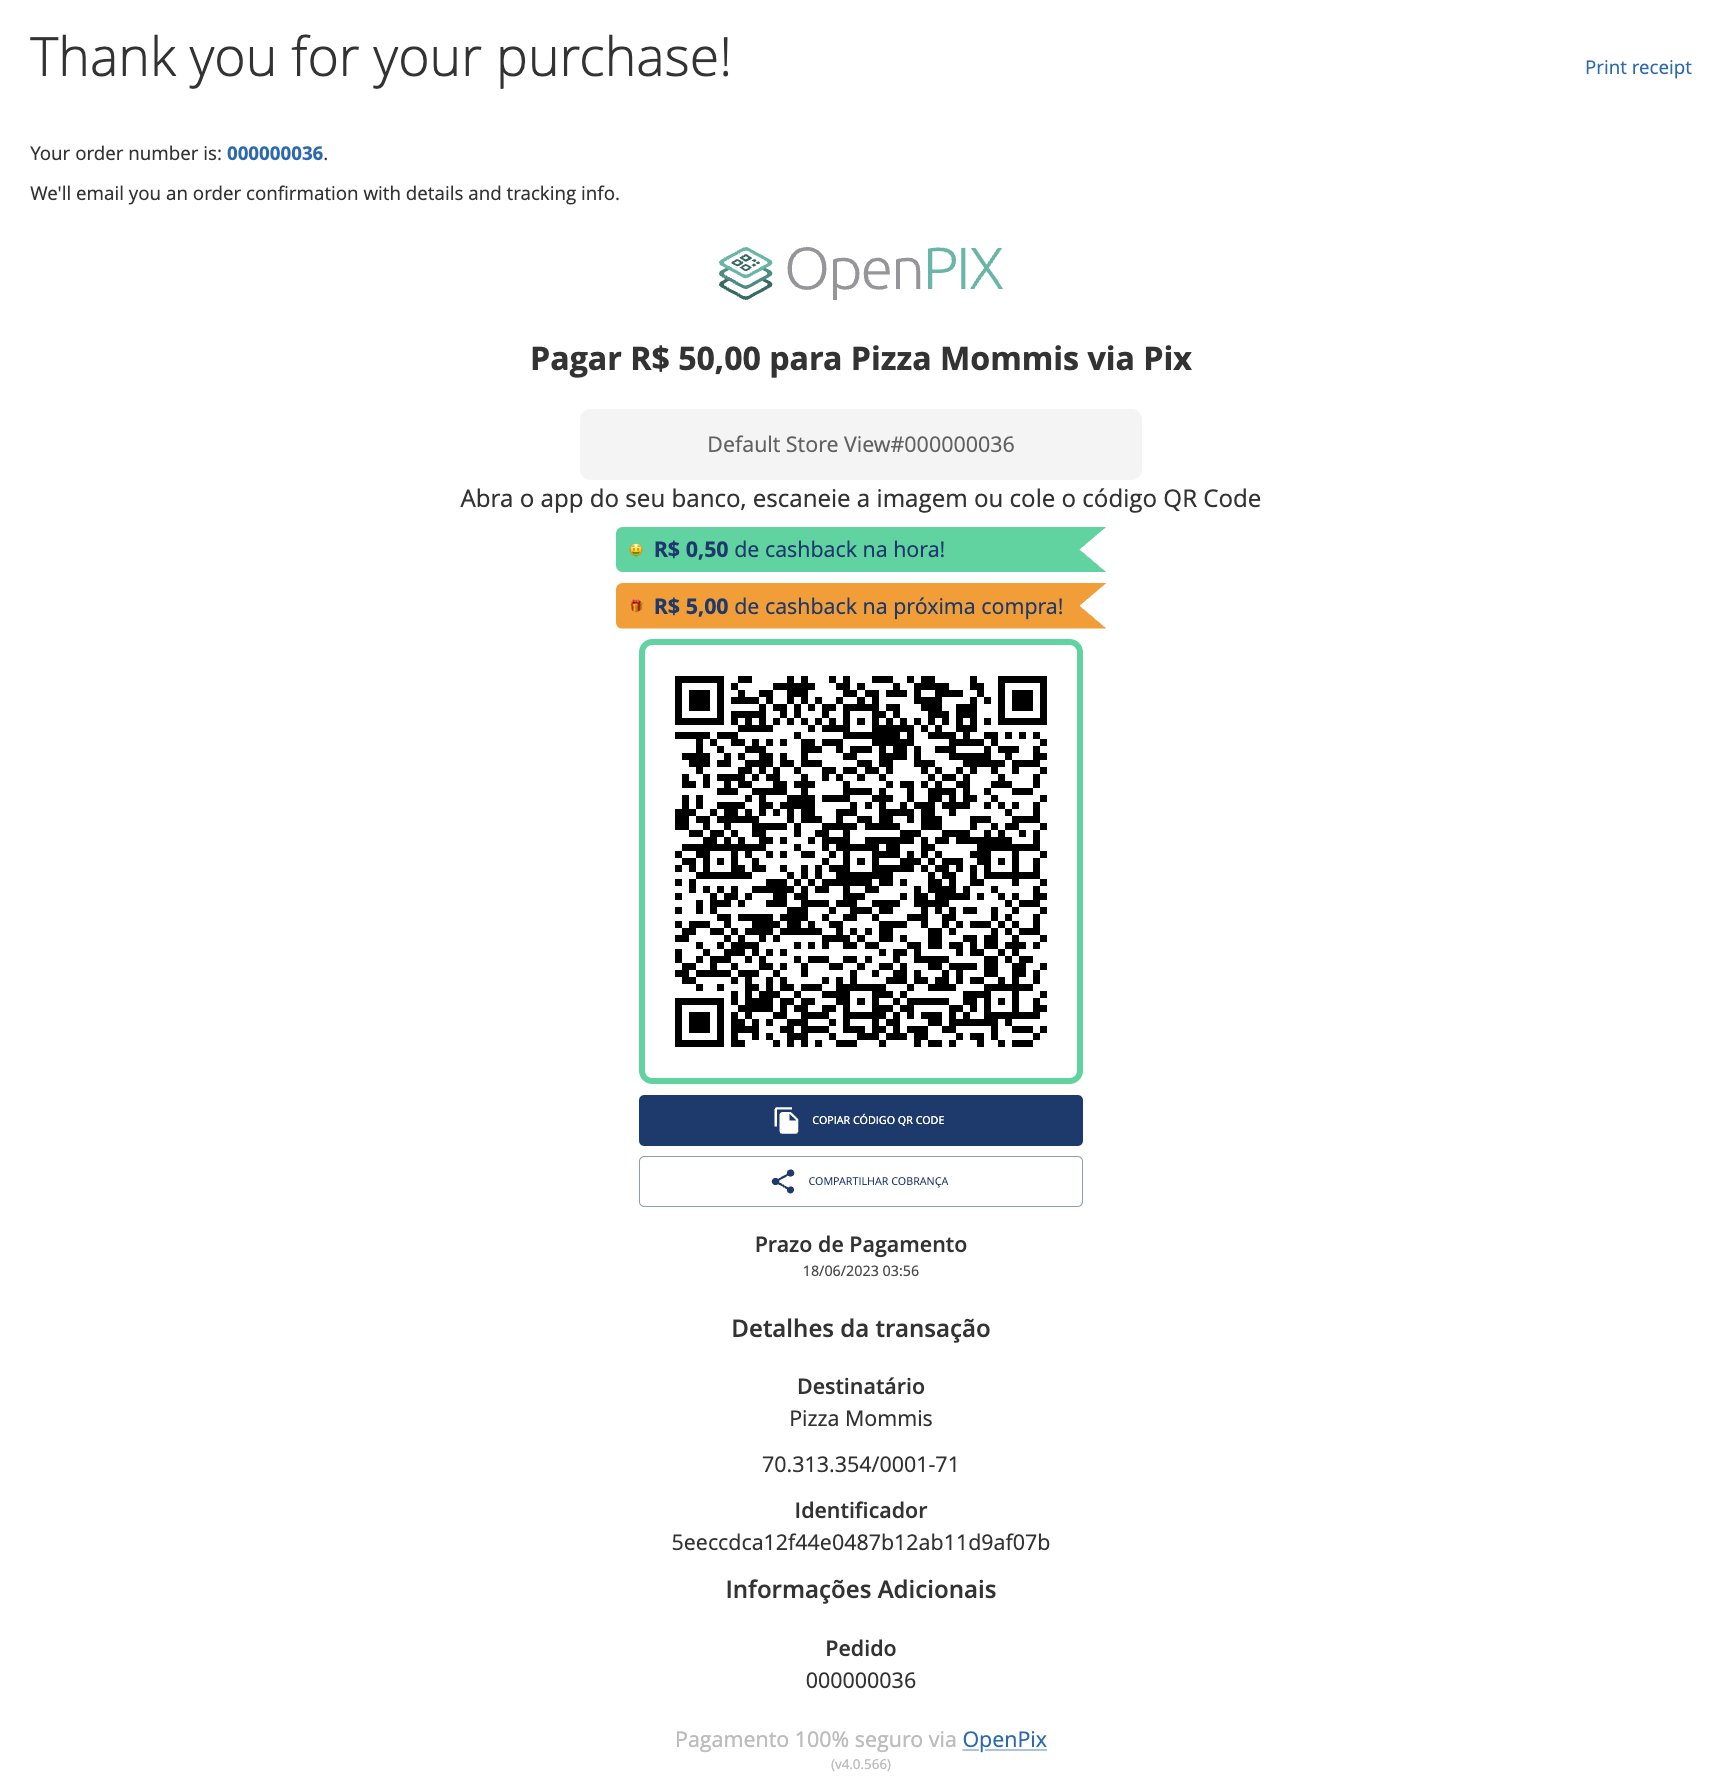 Thank you for your purchase!
Print receipt
Your order number is: 000000036.
We'll email you an order confirmation with details and tracking info.
OpenPIX
Pagar R$ 50,00 para Pizza Mommis via Pix
Default Store View#000000036
Abra o app do seu banco, escaneie a imagem ou cole o código QR Code
R$ 0,50 de cashback na hora!
R$ 5,00 de cashback na próxima compra!
COPIAR CÓDIGO QR CODE
COMPARTILHAR COBRANÇA
Prazo de Pagamento
18/06/2023 03:56
Detalhes da transação
Destinatário
Pizza Mommis
70.313.354/0001-71
Identificador
5eeccdca12f44e0487b12ab11d9af07b
Informações Adicionais
Pedido
000000036
Pagamento 100% seguro via OpenPix
(v4.0.566)